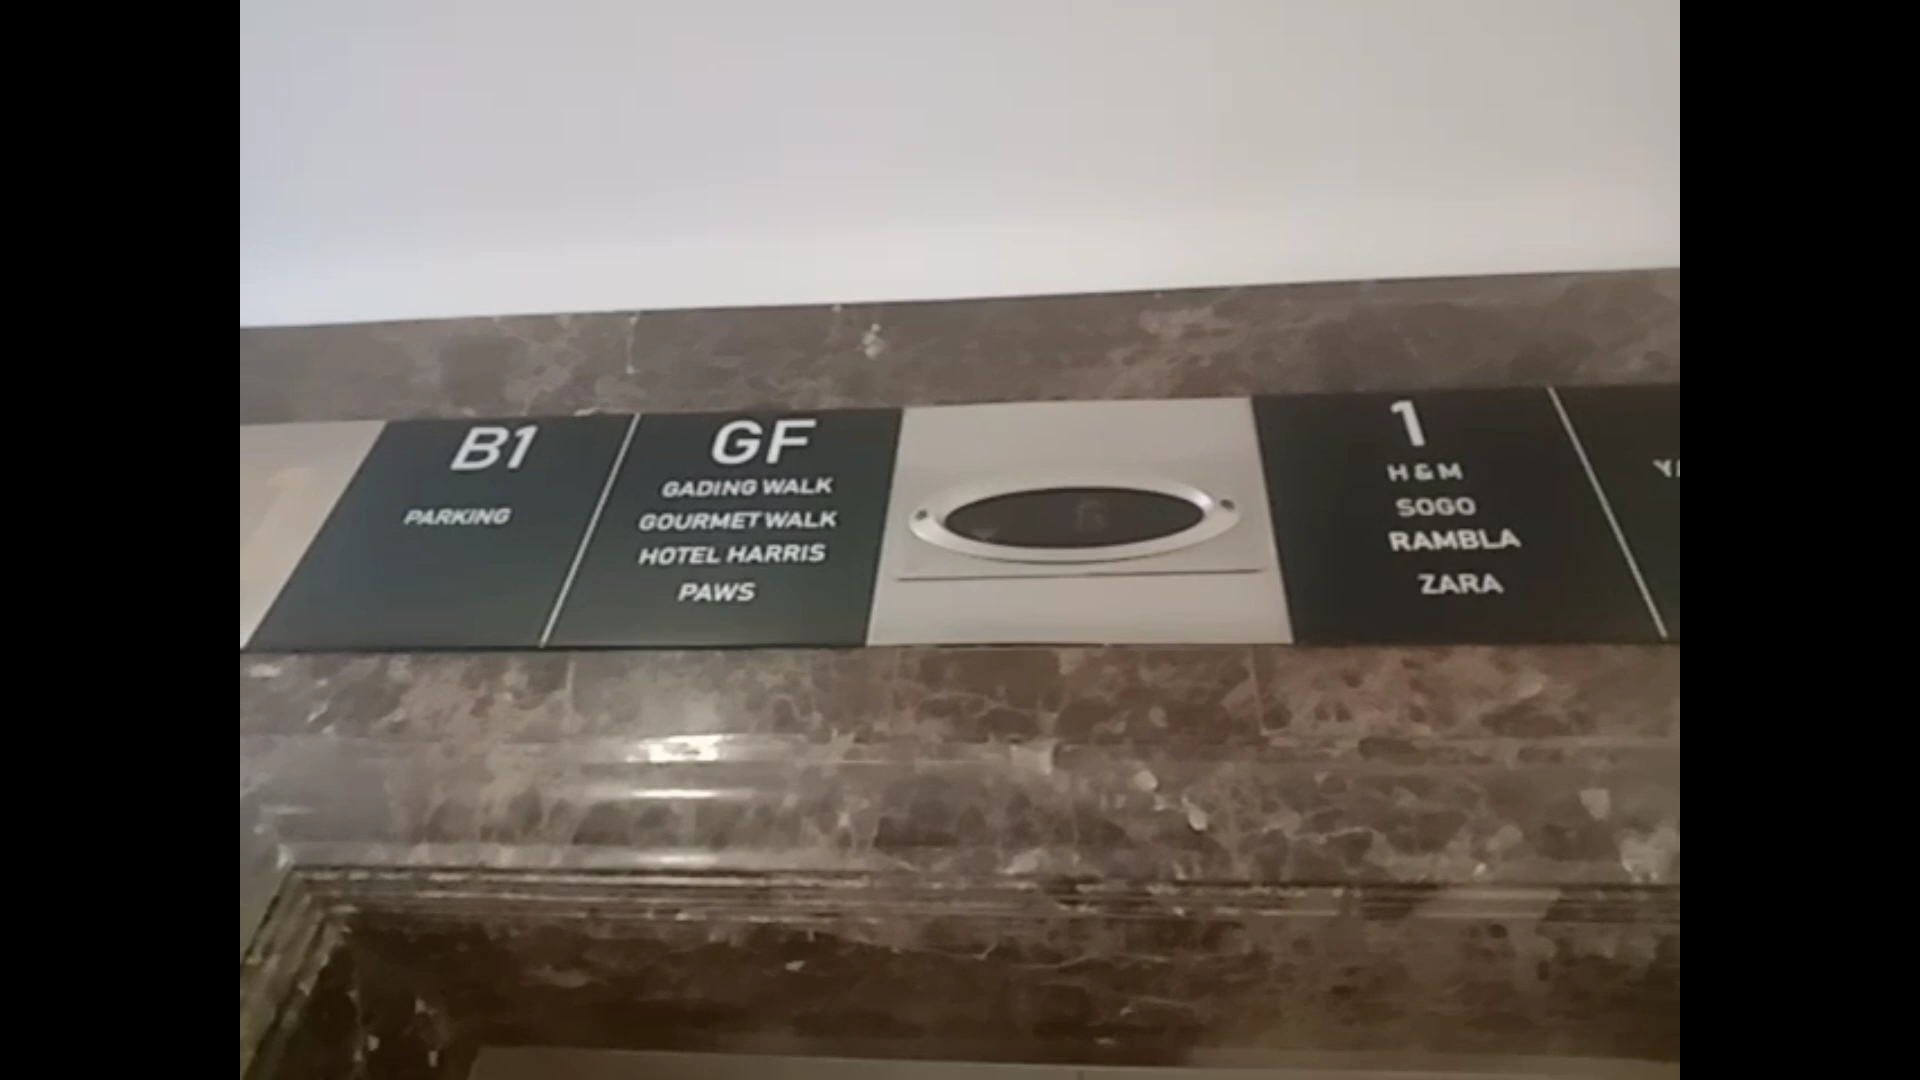 B1
PARKING
GF
GADING WALK
GOURMET WALK
HOTEL HARRIS
PAWS
1
H & M
SOGO
RAMBLA
ZARA